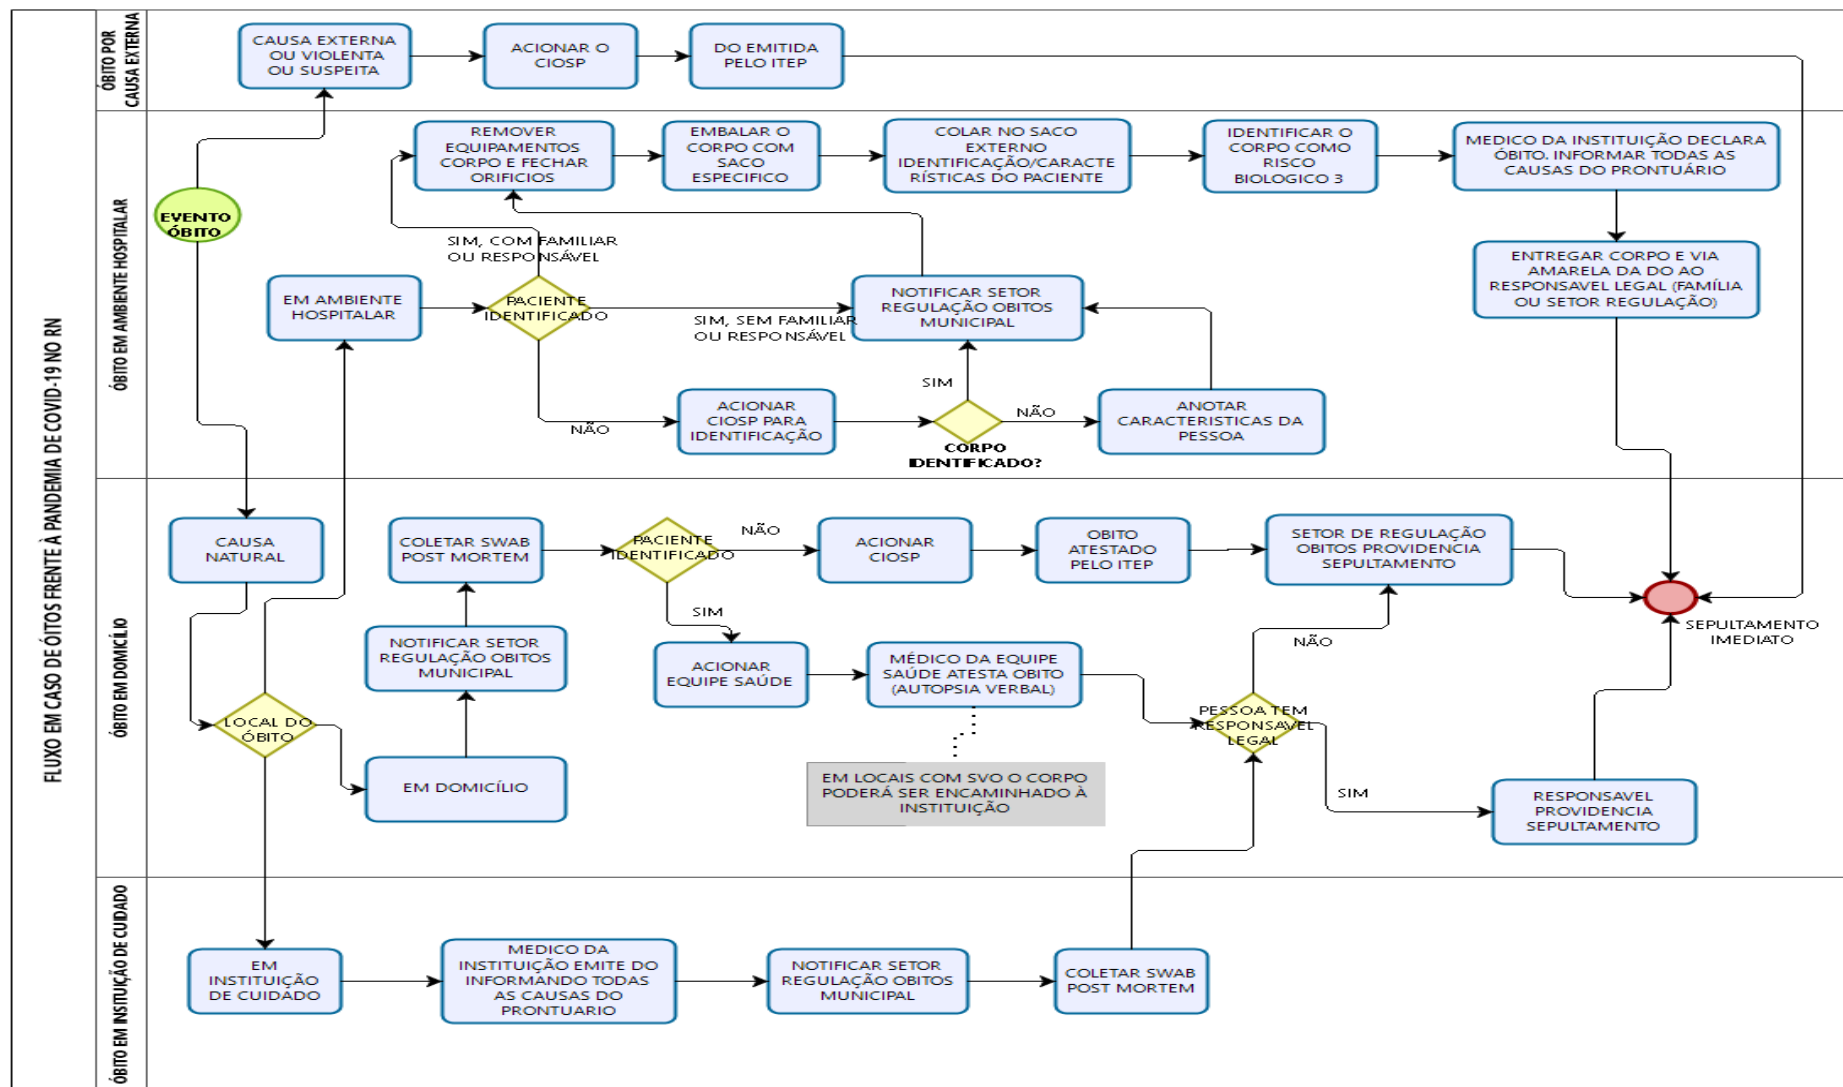 FLUXO EM CASO DE ÓITOS FRENTE À PANDEMIA DE COVID-19 NO RN
ÓBITO POR
CAUSA EXTERNA
CAUSA EXTERNA
OU VIOLENTA
OU SUSPEITA
ACIONAR O
CIOSP
DO EMITIDA
PELO ITEP
ÓBITO EM AMBIENTE HOSPITALAR
EVENTO
ÓBITO
REMOVER
EQUIPAMENTOS
CORPO E FECHAR
ORIFICIOS
EMBALAR O
CORPO COM
SACO
ESPECIFICO
COLAR NO SACO
EXTERNO
IDENTIFICAÇÃO/CARACTE
RÍSTICAS DO PACIENTE
IDENTIFICAR O
CORPO COMO
RISCO
BIOLOGICO 3
MEDICO DA INSTITUIÇÃO DECLARA
ÓBITO. INFORMAR TODAS AS
CAUSAS DO PRONTUÁRIO
SIM, COM FAMILIAR
OU RESPONSÁVEL
EM AMBIENTE
HOSPITALAR
PACIENTE
IDENTIFICADO
SIM, SEM FAMILIAR
OU RESPONSÁVEL
NOTIFICAR SETOR
REGULAÇÃO OBITOS
MUNICIPAL
ENTREGAR CORPO E VIA
AMARELA DA DO AO
RESPONSAVEL LEGAL (FAMÍLIA
OU SETOR REGULAÇÃO)
NÃO
ACIONAR
CIOSP PARA
IDENTIFICAÇÃO
SIM
CORPO
IDENTIFICADO?
NÃO
ANOTAR
CARACTERISTICAS DA
PESSOA
ÓBITO EM DOMICÍLIO
CAUSA
NATURAL
COLETAR SWAB
POST MORTEM
PACIENTE
IDENTIFICADO
NÃO
ACIONAR
CIOSP
OBITO
ATESTADO
PELO ITEP
SETOR DE REGULAÇÃO
OBITOS PROVIDENCIA
SEPULTAMENTO
SEPULTAMENTO
IMEDIATO
SIM
NOTIFICAR SETOR
REGULAÇÃO OBITOS
MUNICIPAL
ACIONAR
EQUIPE SAÚDE
MÉDICO DA EQUIPE
SAÚDE ATESTA OBITO
(AUTOPSIA VERBAL)
NÃO
LOCAL DO
ÓBITO
PESSOA TEM
RESPONSAVEL
LEGAL
EM DOMICÍLIO
EM LOCAIS COM SVO O CORPO
PODERÁ SER ENCAMINHADO À
INSTITUIÇÃO
SIM
RESPONSAVEL
PROVIDENCIA
SEPULTAMENTO
ÓBITO EM INSITUIÇÃO DE CUIDADO
EM
INSTITUIÇÃO
DE CUIDADO
MEDICO DA
INSTITUIÇÃO EMITE DO
INFORMANDO TODAS
AS CAUSAS DO
PRONTUARIO
NOTIFICAR SETOR
REGULAÇÃO OBITOS
MUNICIPAL
COLETAR SWAB
POST MORTEM